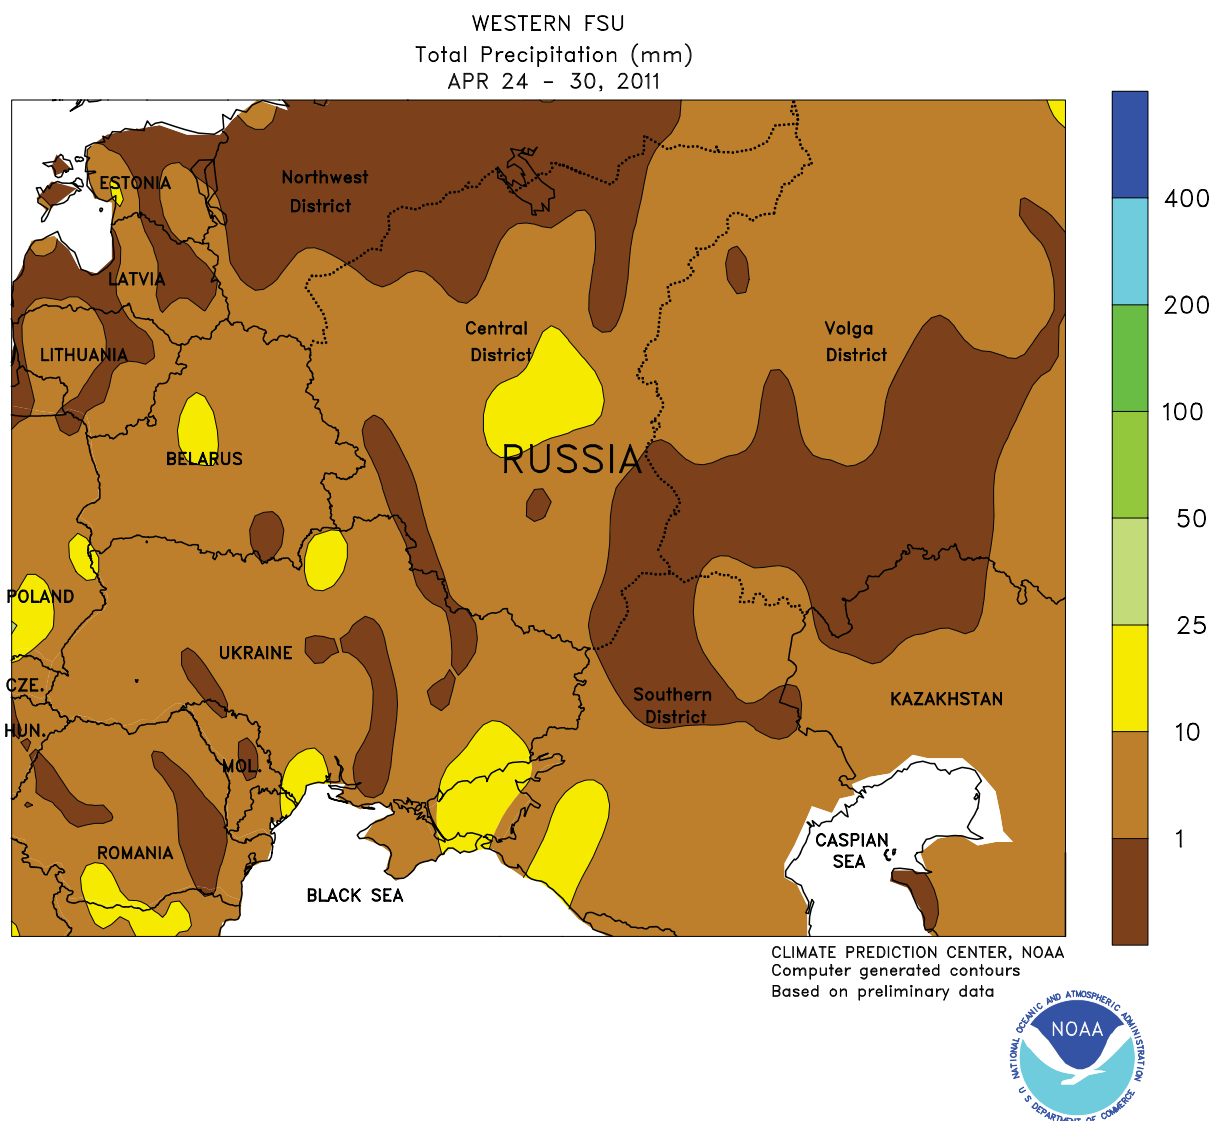 WESTERN FSU
Total Precipitation (mm)
APR 24 - 30, 2011
Northwest
District
ESTONIA
LATVIA
LITHUANIA
Central
District
Volga
District
BELARUS
RUSSIA
POLAND
UKRAINE
CZE.
HUN.
MOL.
Southern
District
KAZAKHSTAN
ROMANIA
BLACK SEA
CASPIAN
SEA
400
200
100
50
25
10
1
CLIMATE PREDICTION CENTER, NOAA
Computer generated contours
Based on preliminary data
NATIONAL OCEANIC AND ATMOSPHERIC ADMINISTRATION
NOAA
U S DEPARTMENT OF COMMERCE